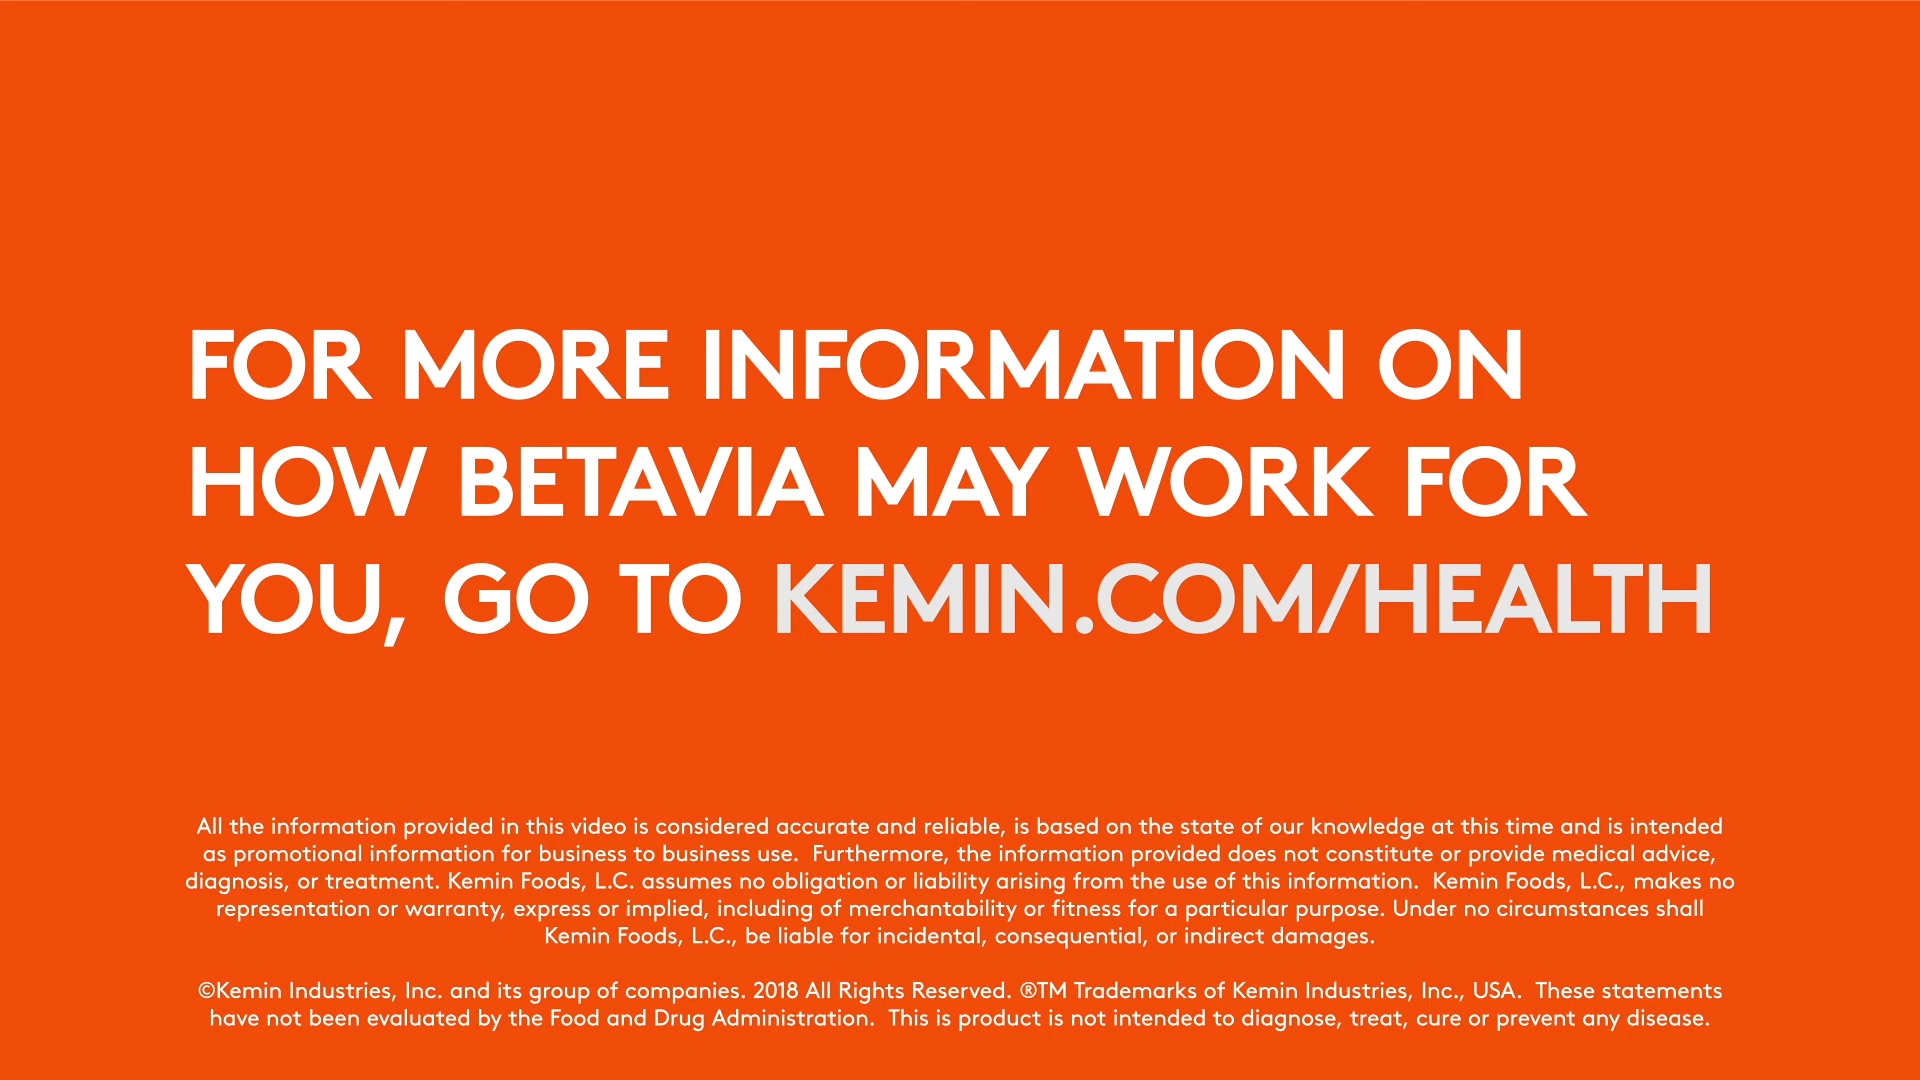 FOR MORE INFORMATION ON
HOW BETAVIA MAY WORK FOR
YOU, GO TO KEMIN.COM/HEALTH
All the information provided in this video is considered accurate and reliable, is based on the state of our knowledge at this time and is intended
as promotional information for business to business use.  Furthermore, the information provided does not constitute or provide medical advice,
diagnosis, or treatment. Kemin Foods, L.C. assumes no obligation or liability arising from the use of this information.  Kemin Foods, L.C., makes no
representation or warranty, express or implied, including of merchantability or fitness for a particular purpose. Under no circumstances shall
Kemin Foods, L.C., be liable for incidental, consequential, or indirect damages.
©Kemin Industries, Inc. and its group of companies. 2018 All Rights Reserved. ®TM Trademarks of Kemin Industries, Inc., USA.  These statements
have not been evaluated by the Food and Drug Administration.  This is product is not intended to diagnose, treat, cure or prevent any disease.